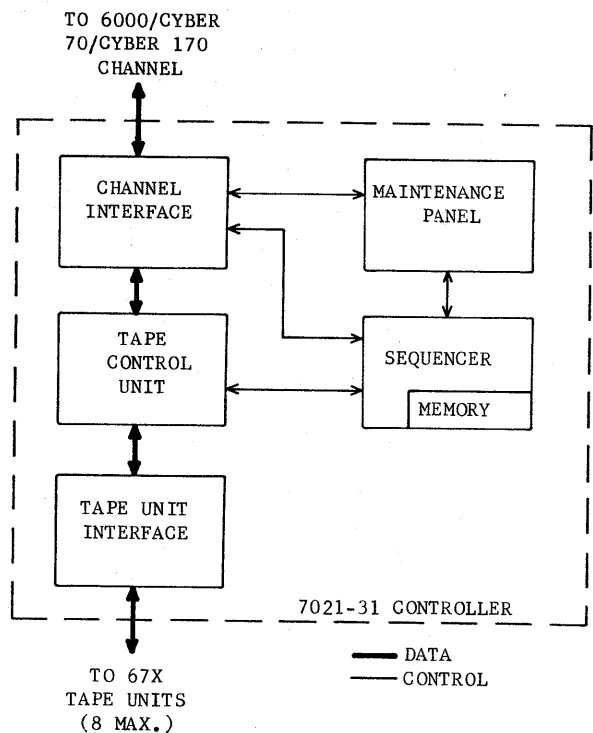 TO 6000/CYBER
70/CYBER 170
CHANNEL
CHANNEL
INTERFACE
MAINTENANCE
PANEL
TAPE
CONTROL
UNIT
SEQUENCER
MEMORY
TAPE UNIT
INTERFACE
7021-31 CONTROLLER
TO 67X
TAPE UNITS
(8 MAX.)
DATA
CONTROL